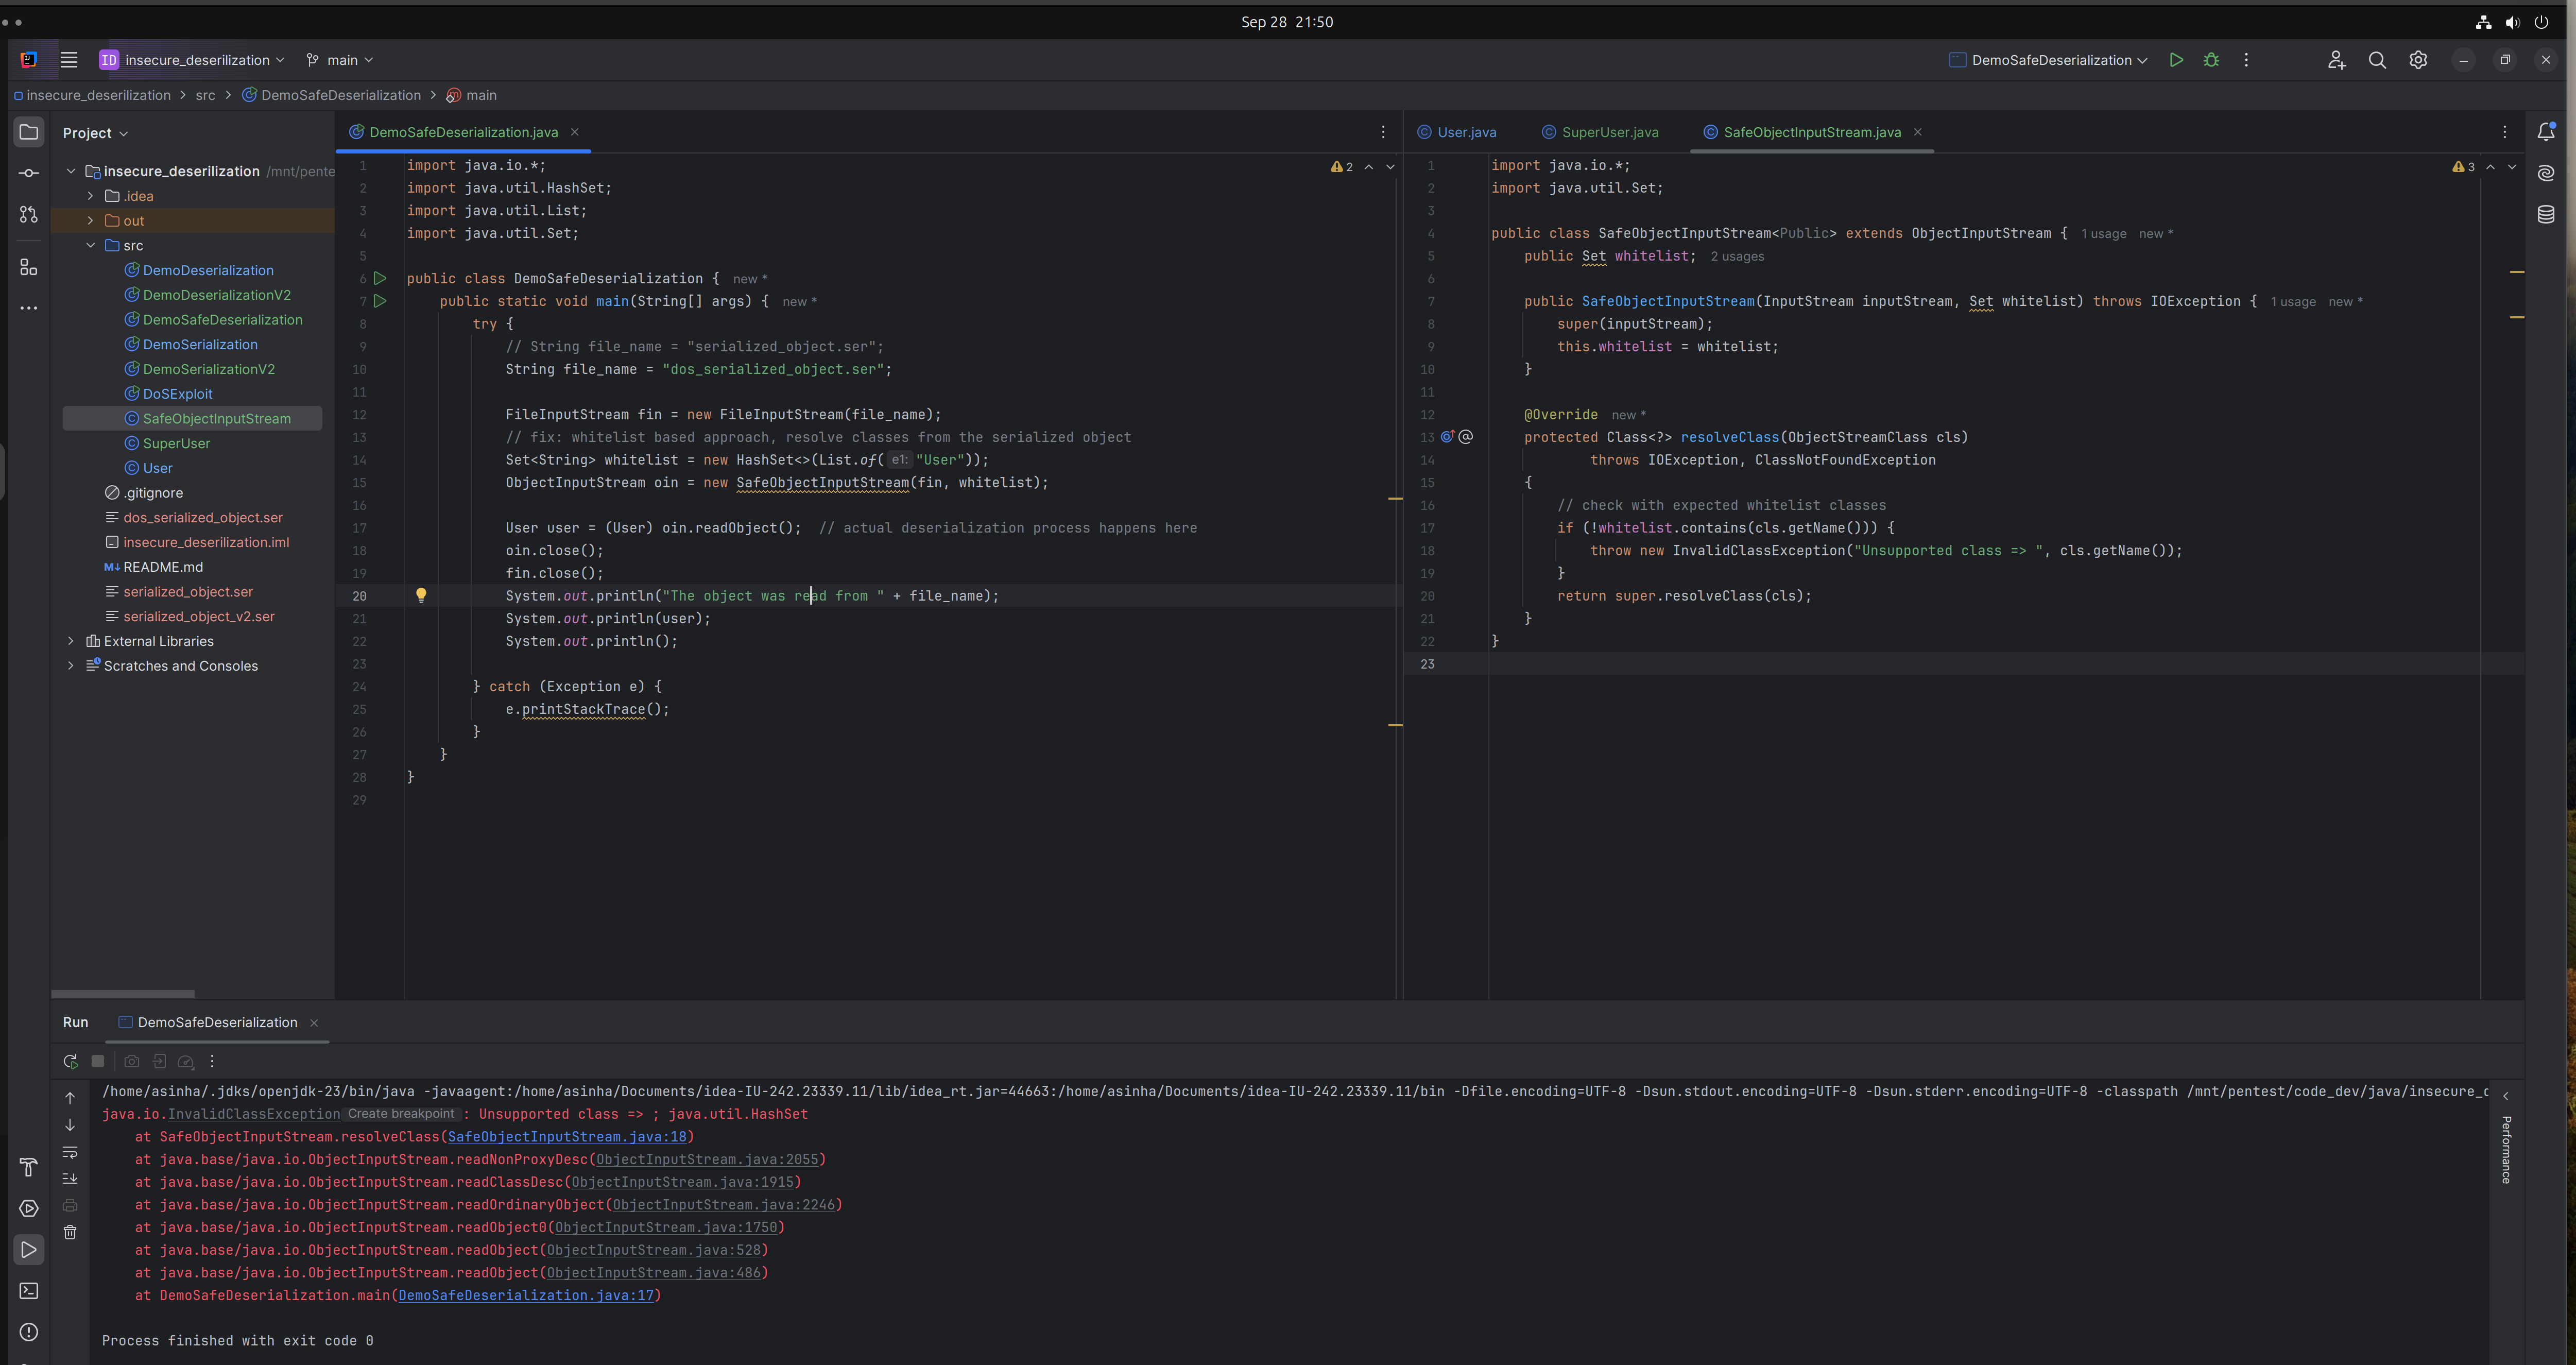 Sep 28 21:50
ID insecure_deserilization main DemoSafeDeserialization
insecure_deserilization > src > DemoSafeDeserialization > main
Project
insecure_deserilization /mnt/pente
.idea
out
src
DemoDeserialization
DemoDeserializationV2
DemoSafeDeserialization
DemoSerialization
DemoSerializationV2
DoSExploit
SafeObjectInputStream
SuperUser
User
.gitignore
dos_serialized_object.ser
insecure_deserilization.iml
M↓ README.md
serialized_object.ser
serialized_object_v2.ser
External Libraries
Scratches and Consoles
DemoSafeDeserialization.java
2
1 import java.io.*;
2 import java.util.HashSet;
3 import java.util.List;
4 import java.util.Set;
5
6 public class DemoSafeDeserialization { new *
7 public static void main(String[] args) { new *
8 try {
9 // String file_name = "serialized_object.ser";
10 String file_name = "dos_serialized_object.ser";
11
12 FileInputStream fin = new FileInputStream(file_name);
13 // fix: whitelist based approach, resolve classes from the serialized object
14 Set<String> whitelist = new HashSet<>(List.of( e1: "User"));
15 ObjectInputStream oin = new SafeObjectInputStream(fin, whitelist);
16
17 User user = (User) oin.readObject(); // actual deserialization process happens here
18 oin.close();
19 fin.close();
20 System.out.println("The object was read from " + file_name);
21 System.out.println(user);
22 System.out.println();
23
24 } catch (Exception e) {
25 e.printStackTrace();
26 }
27 }
28 }
29
User.java SuperUser.java SafeObjectInputStream.java
3
1 import java.io.*;
2 import java.util.Set;
3
4 public class SafeObjectInputStream<Public> extends ObjectInputStream { 1 usage new *
5 public Set whitelist; 2 usages
6
7 public SafeObjectInputStream(InputStream inputStream, Set whitelist) throws IOException { 1 usage new *
8 super(inputStream);
9 this.whitelist = whitelist;
10 }
11
12 @Override new *
13 protected Class<?> resolveClass(ObjectStreamClass cls)
14 throws IOException, ClassNotFoundException
15 {
16 // check with expected whitelist classes
17 if (!whitelist.contains(cls.getName())) {
18 throw new InvalidClassException("Unsupported class => ", cls.getName());
19 }
20 return super.resolveClass(cls);
21 }
22 }
23
Run DemoSafeDeserialization
/home/asinha/.jdks/openjdk-23/bin/java -javaagent:/home/asinha/Documents/idea-IU-242.23339.11/lib/idea_rt.jar=44663:/home/asinha/Documents/idea-IU-242.23339.11/bin -Dfile.encoding=UTF-8 -Dsun.stdout.encoding=UTF-8 -Dsun.stderr.encoding=UTF-8 -classpath /mnt/pentest/code_dev/java/insecure_d
java.io.InvalidClassException Create breakpoint : Unsupported class => ; java.util.HashSet
at SafeObjectInputStream.resolveClass(SafeObjectInputStream.java:18)
at java.base/java.io.ObjectInputStream.readNonProxyDesc(ObjectInputStream.java:2055)
at java.base/java.io.ObjectInputStream.readClassDesc(ObjectInputStream.java:1915)
at java.base/java.io.ObjectInputStream.readOrdinaryObject(ObjectInputStream.java:2246)
at java.base/java.io.ObjectInputStream.readObject0(ObjectInputStream.java:1750)
at java.base/java.io.ObjectInputStream.readObject(ObjectInputStream.java:528)
at java.base/java.io.ObjectInputStream.readObject(ObjectInputStream.java:486)
at DemoSafeDeserialization.main(DemoSafeDeserialization.java:17)
Process finished with exit code 0
Performance